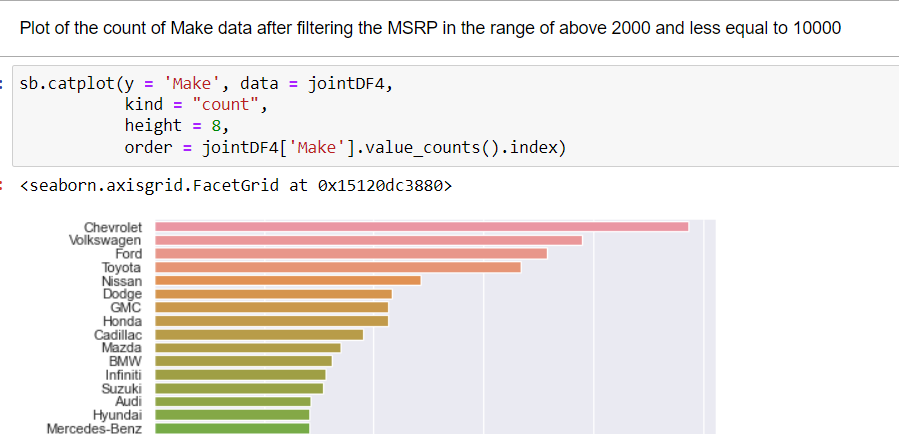 Plot of the count of Make data after filtering the MSRP in the range of above 2000 and less equal to 10000
sb.catplot(y = 'Make', data = jointDF4,
kind = "count",
height = 8,
order = jointDF4['Make'].value_counts().index)
<seaborn.axisgrid.FacetGrid at 0x15120dc3880>
Chevrolet
Volkswagen
Ford
Toyota
Nissan
Dodge
GMC
Honda
Cadillac
Mazda
BMW
Infiniti
Suzuki
Audi
Hyundai
Mercedes-Benz